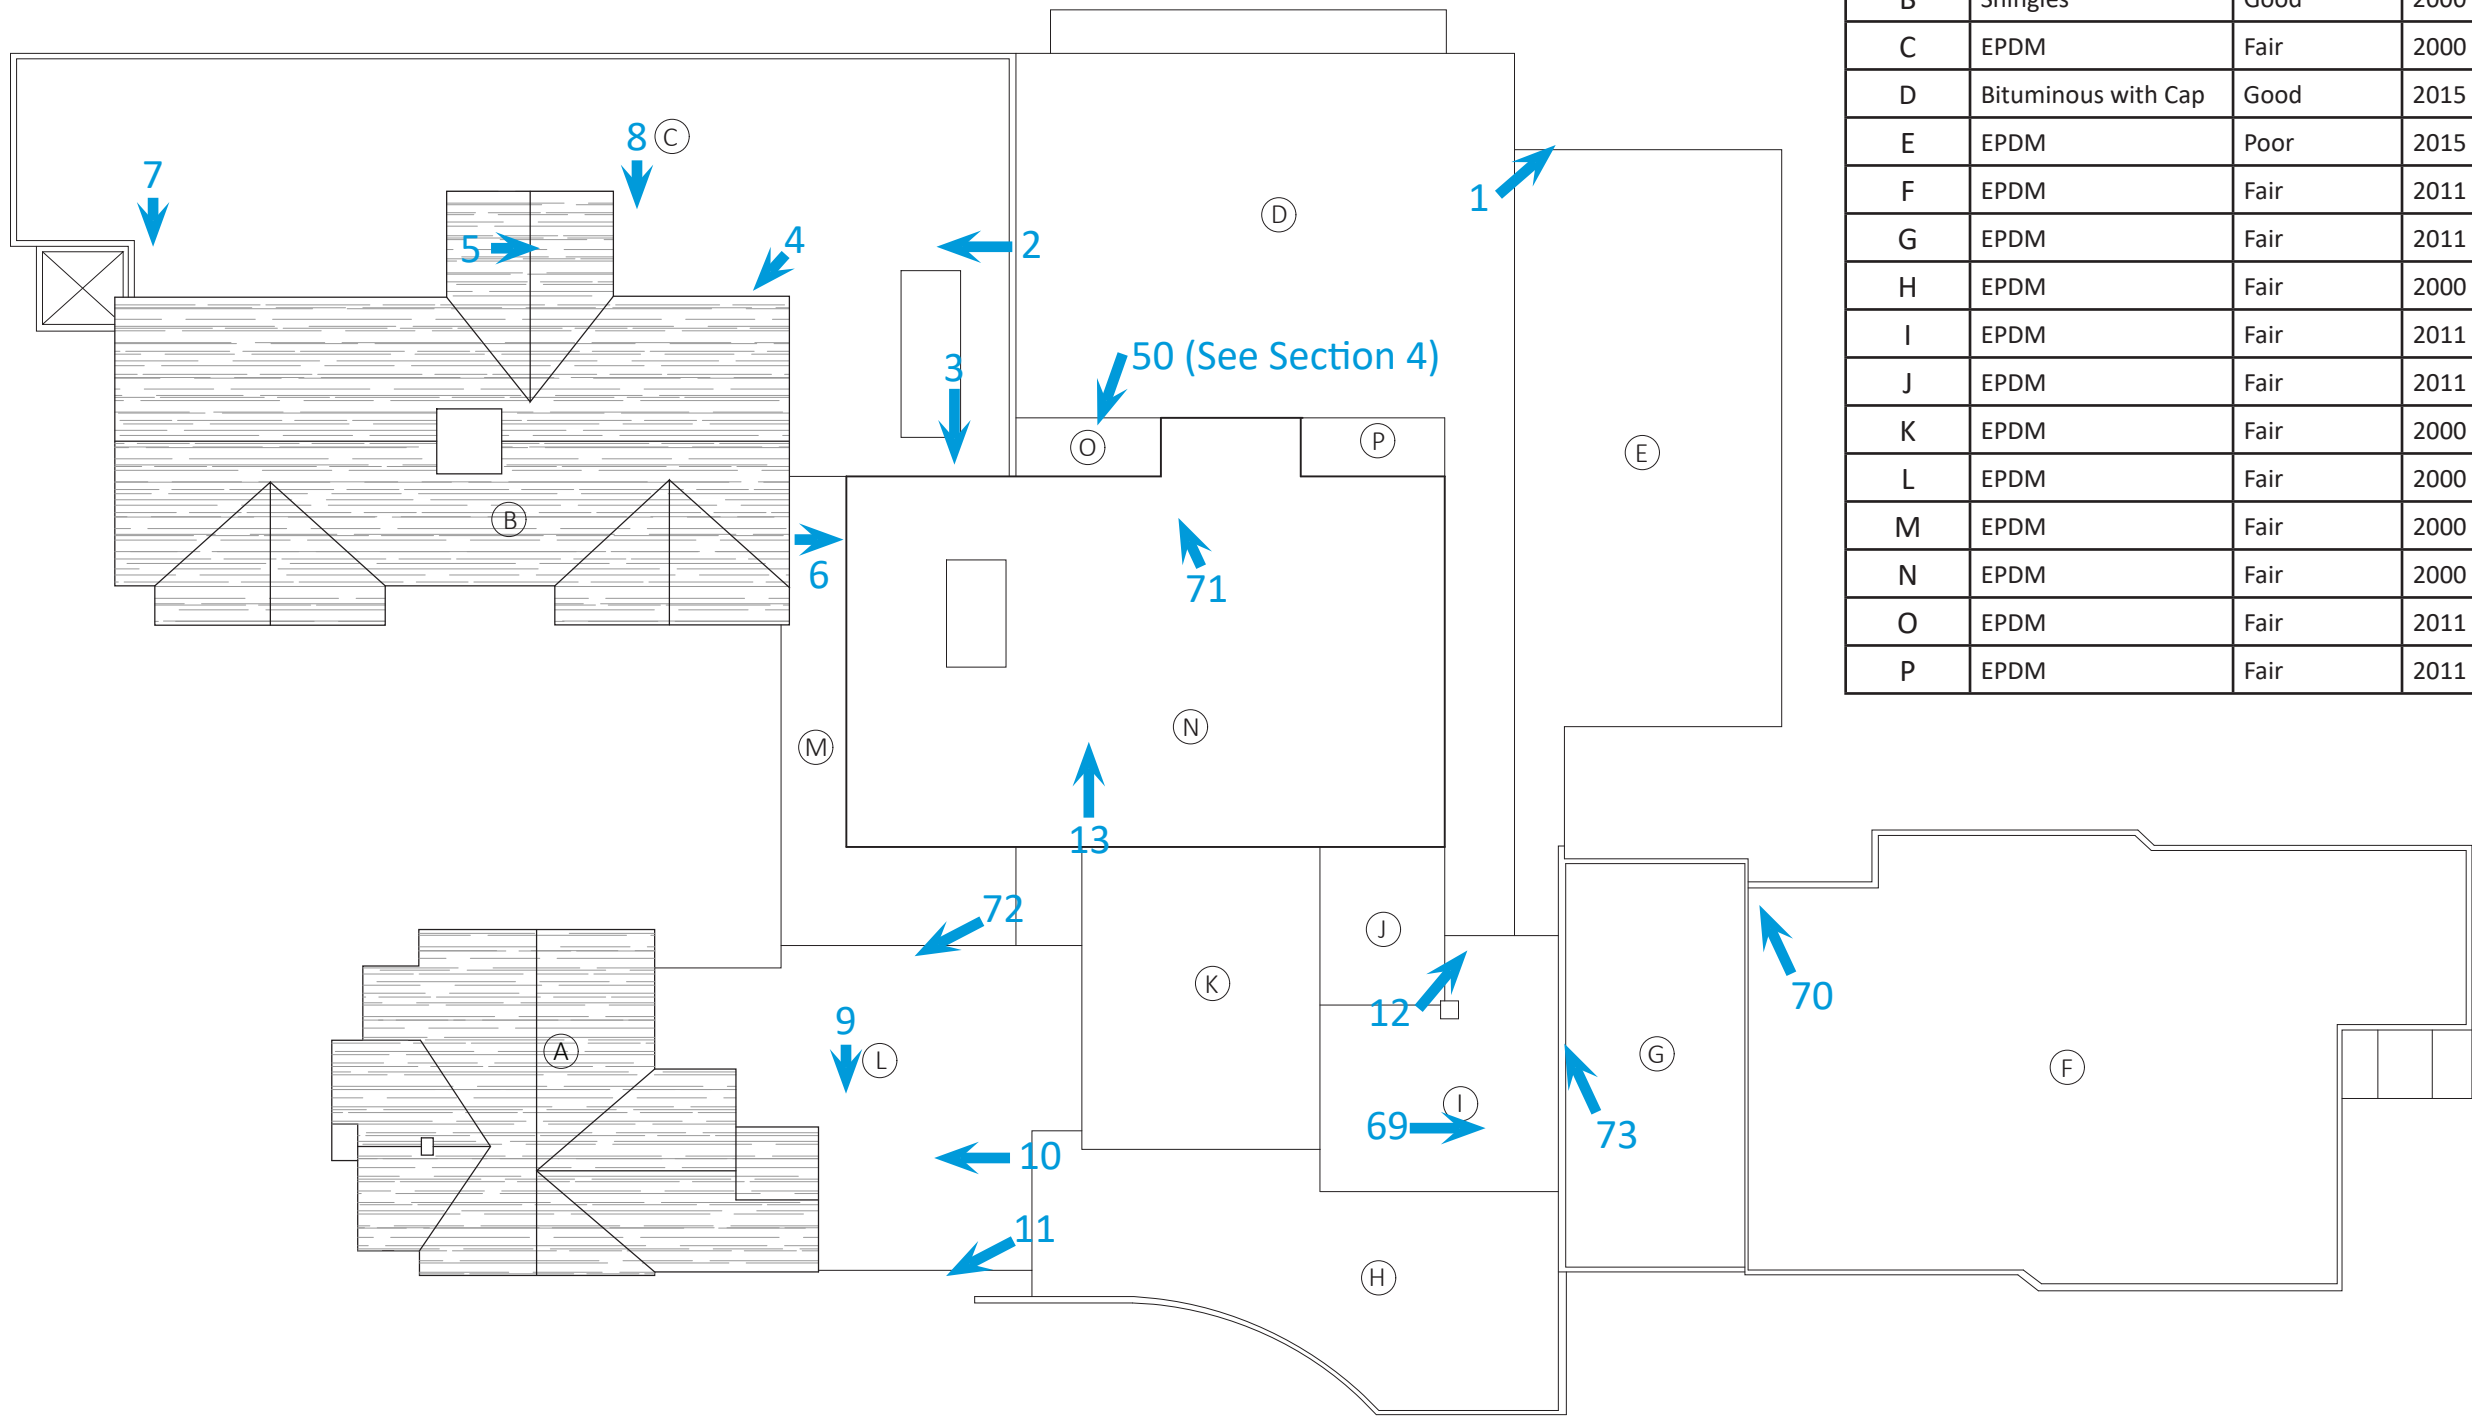 B Shingles Good 2000
C EPDM Fair 2000
D Bituminous with Cap Good 2015
E EPDM Poor 2015
F EPDM Fair 2011
G EPDM Fair 2011
H EPDM Fair 2000
I EPDM Fair 2011
J EPDM Fair 2011
K EPDM Fair 2000
L EPDM Fair 2000
M EPDM Fair 2000
N EPDM Fair 2000
O EPDM Fair 2011
P EPDM Fair 2011
8 C
7
1
D
5
4
2
50 (See Section 4)
3
O
P
E
B
6
71
N
M
13
72
J
K
70
12
9
L
A
G
F
I
69
73
10
11
H